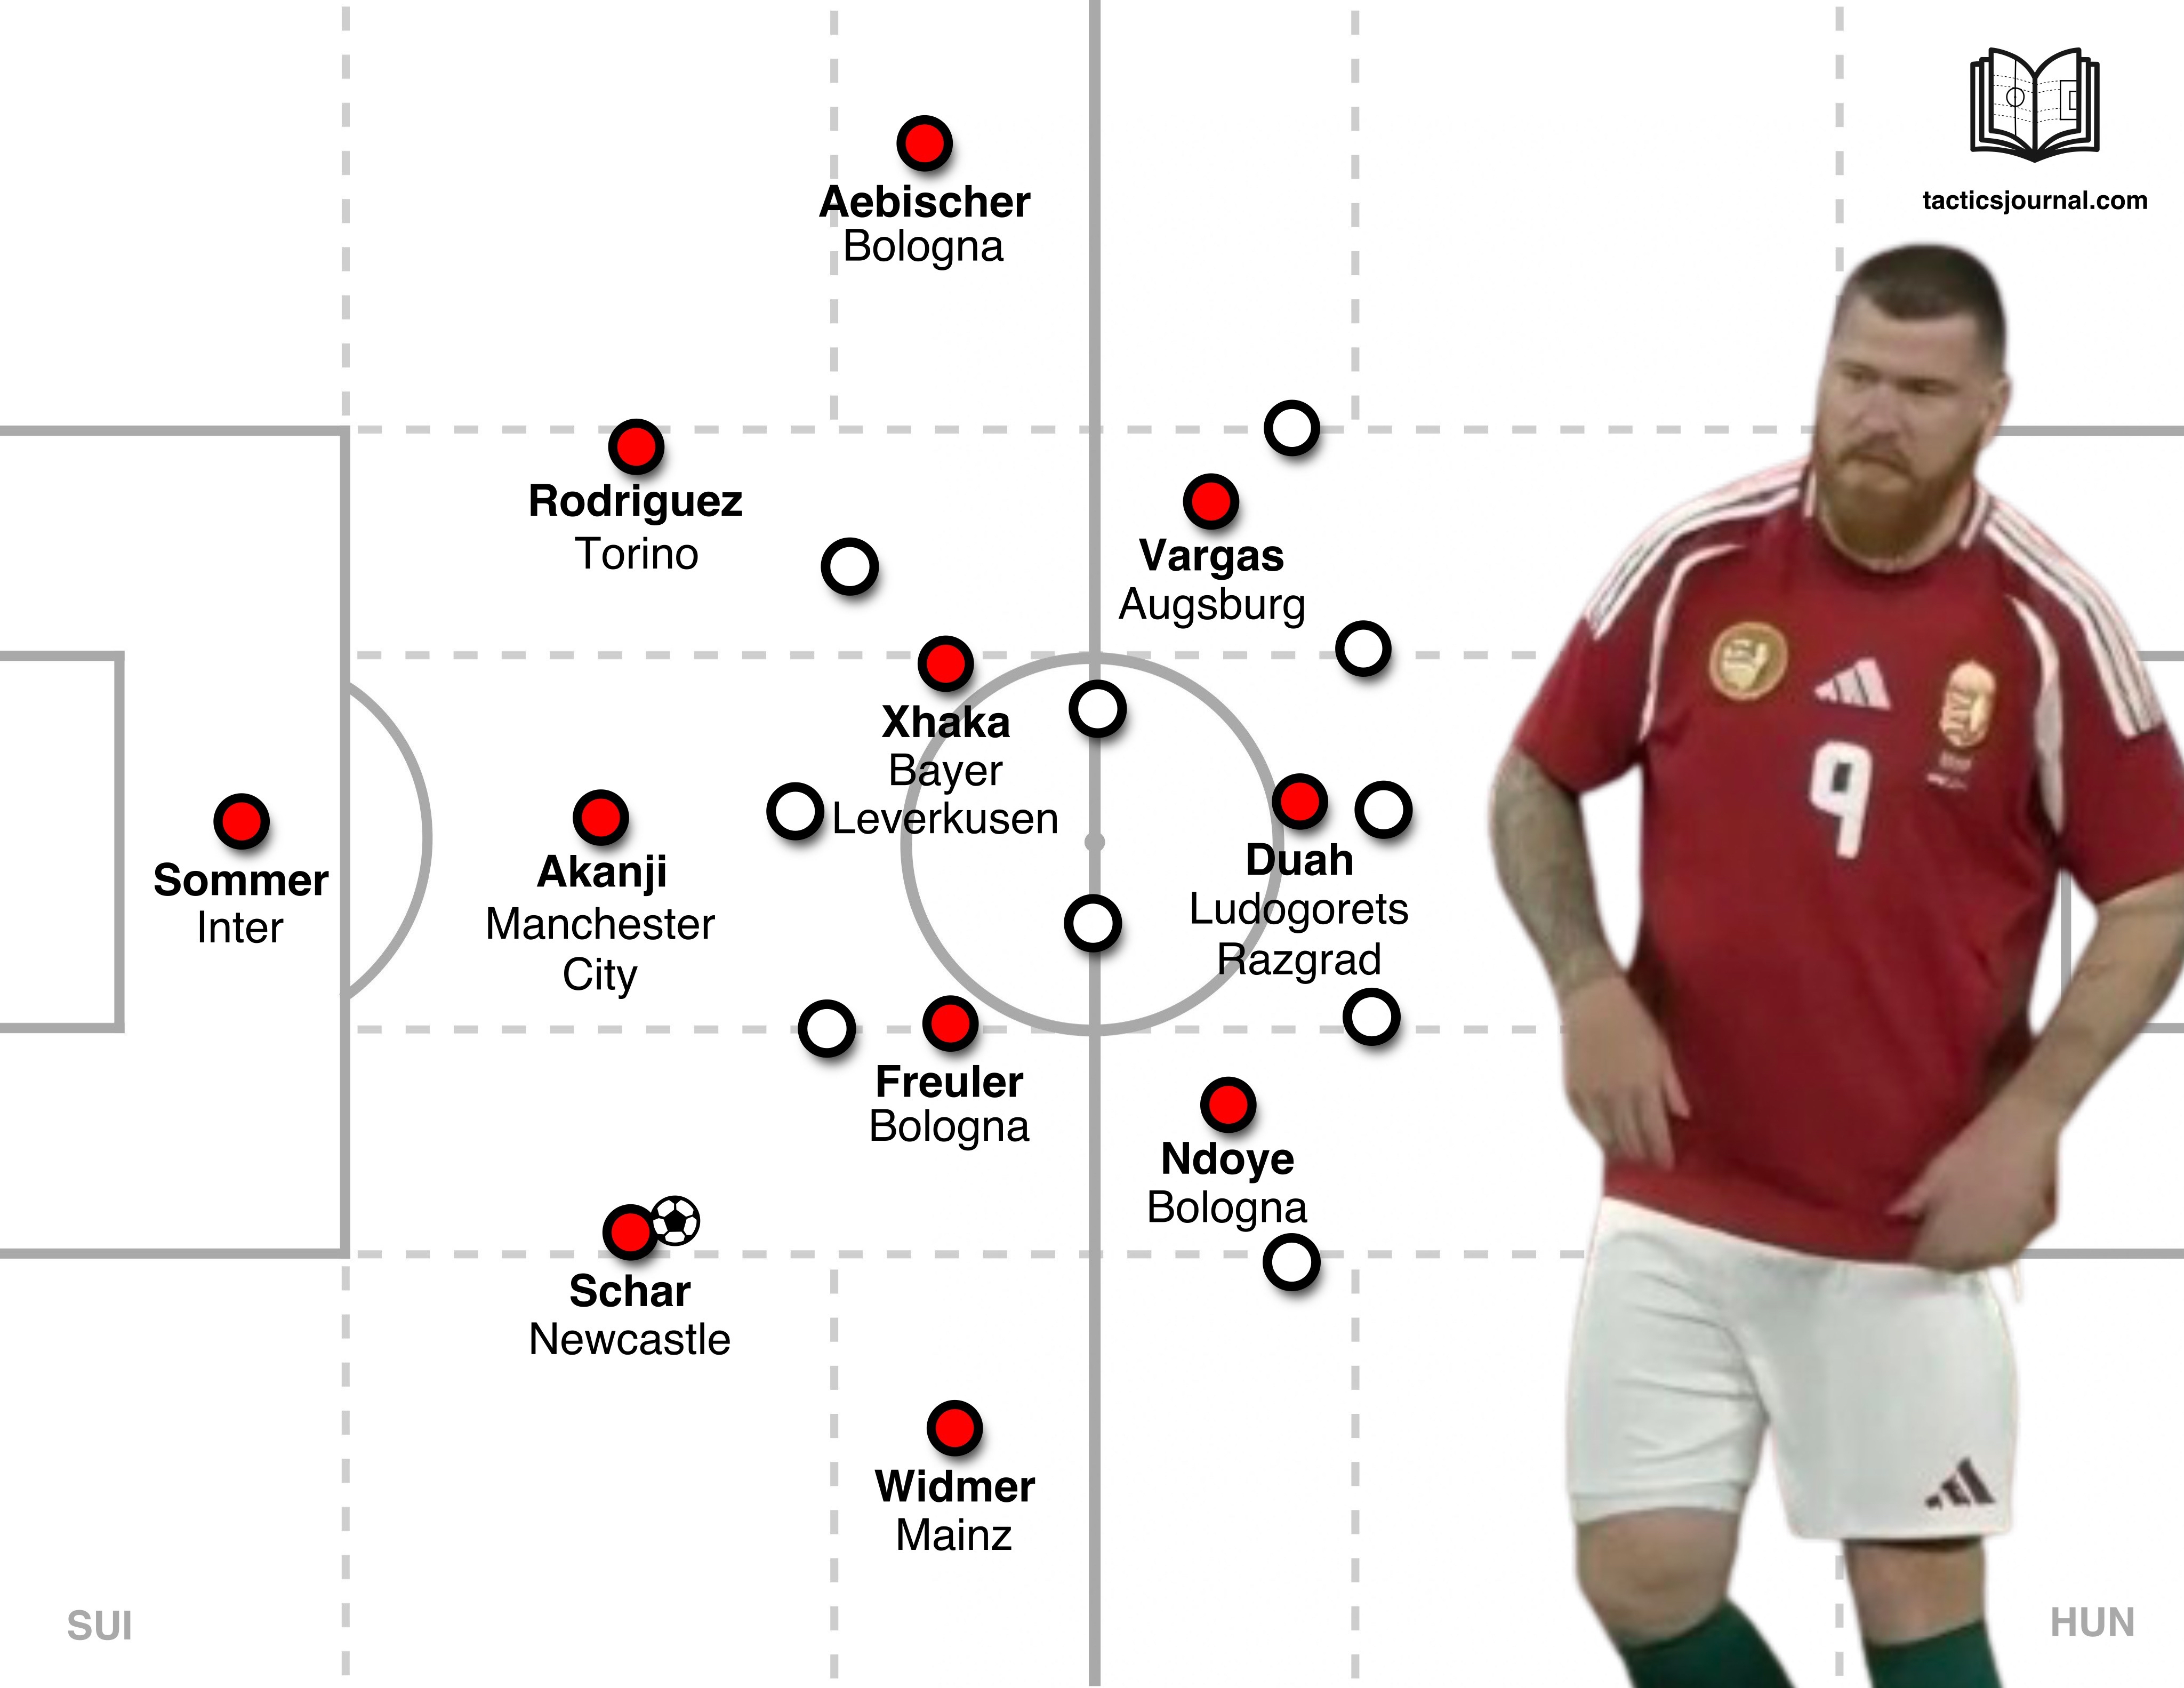 tacticsjournal.com
Aebischer
Bologna
Rodriguez
Torino
Vargas
Augsburg
Xhaka
Bayer
Leverkusen
Sommer
Inter
Akanji
Manchester
City
Duah
Ludogorets
Razgrad
9
Freuler
Bologna
Ndoye
Bologna
Schar
Newcastle
Widmer
Mainz
SUI
HUN